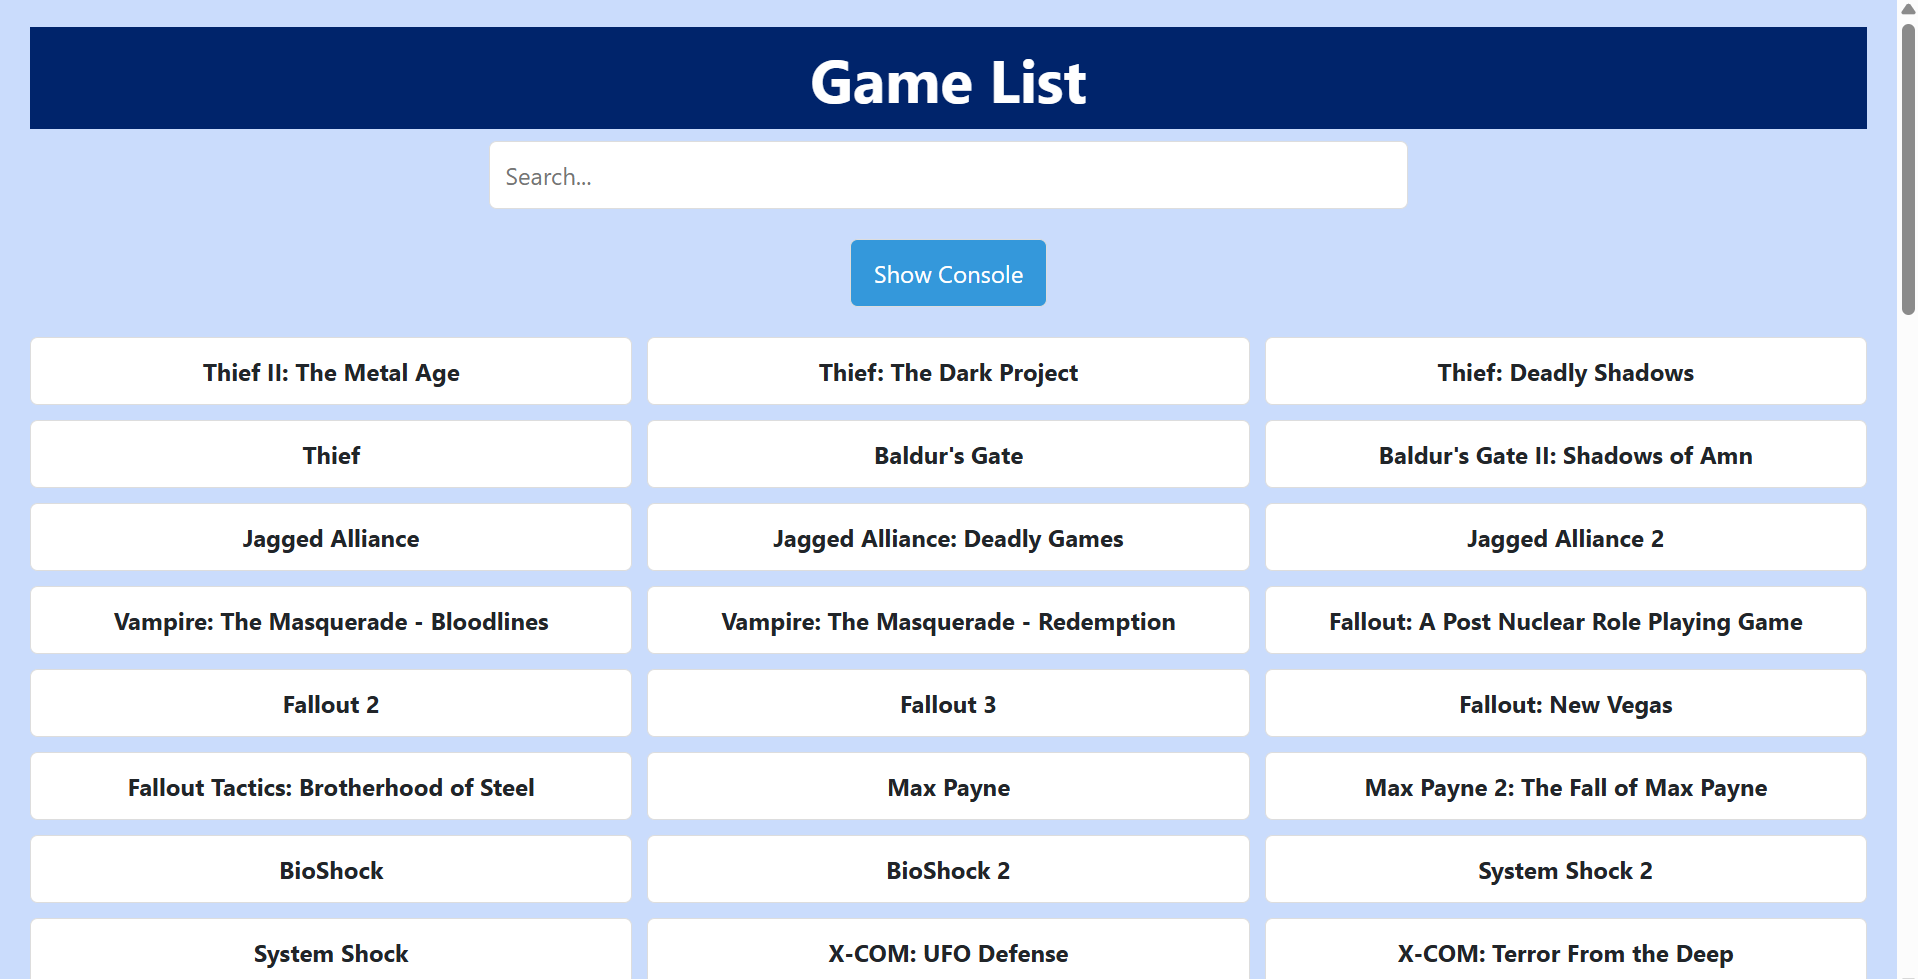 Game List
Search...
Show Console
Thief II: The Metal Age
Thief: The Dark Project
Thief: Deadly Shadows
Thief
Baldur's Gate
Baldur's Gate II: Shadows of Amn
Jagged Alliance
Jagged Alliance: Deadly Games
Jagged Alliance 2
Vampire: The Masquerade - Bloodlines
Vampire: The Masquerade - Redemption
Fallout: A Post Nuclear Role Playing Game
Fallout 2
Fallout 3
Fallout: New Vegas
Fallout Tactics: Brotherhood of Steel
Max Payne
Max Payne 2: The Fall of Max Payne
BioShock
BioShock 2
System Shock 2
System Shock
X-COM: UFO Defense
X-COM: Terror From the Deep